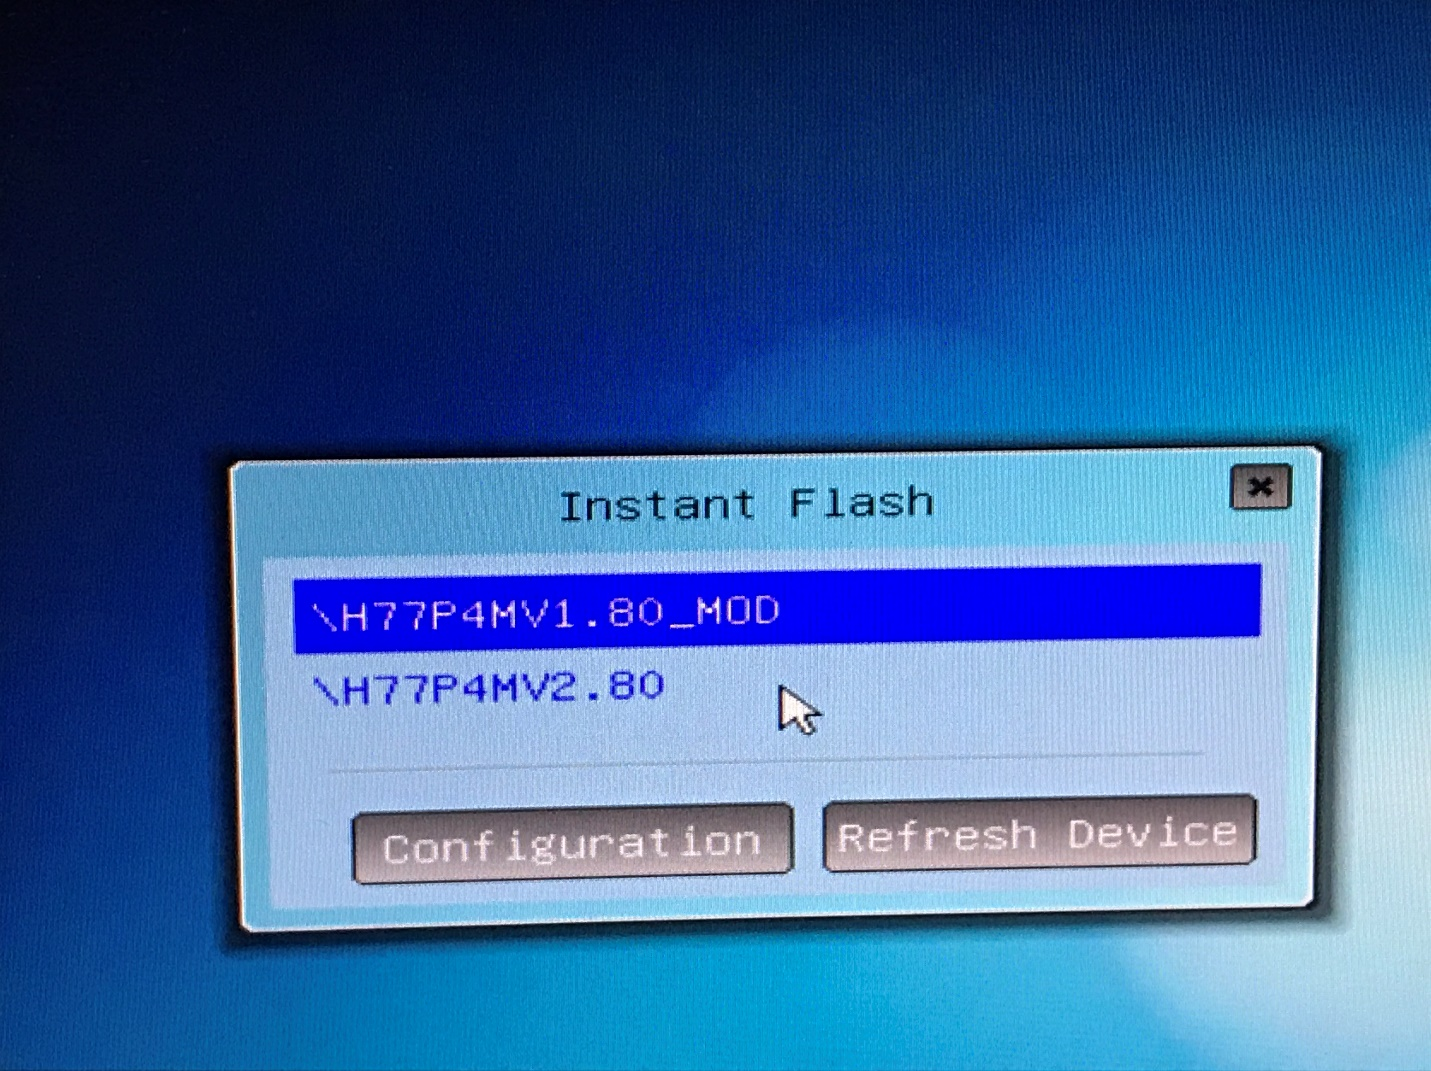 Instant Flash
\H77P4MV1.80_MOD
\H77P4MV2.80
Configuration
Refresh Device